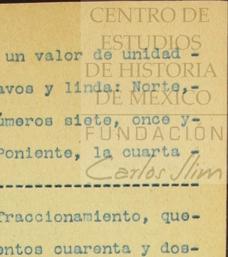 CENTRO DE
ESTUDIOS
DE HISTORIA
DE MÉXICO
FUNDACIÓN
Carlos Slim
un valor de unidad -
avos y linda: Norte,-
úmeros siete, once y-
Poniente, la cuarta -
--------------------
fraccionamiento, que-
entos cuarenta y dos-